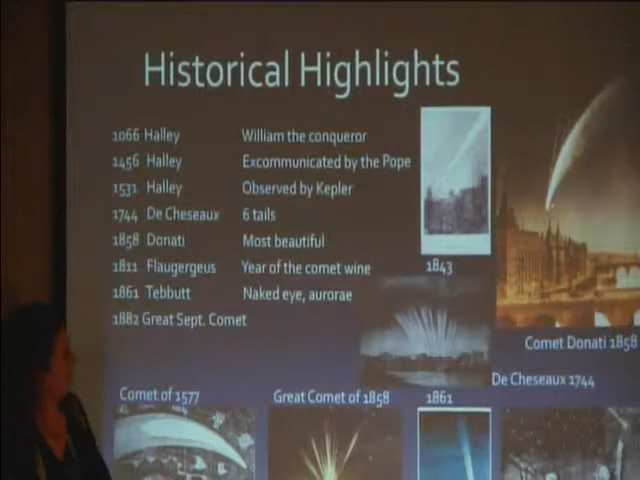 Historical Highlights
1066 Halley William the conqueror
1456 Halley Excommunicated by the Pope
1531 Halley Observed by Kepler
1744 De Cheseaux 6 tails
1858 Donati Most beautiful
1811 Flaugergeus Year of the comet wine
1861 Tebbutt Naked eye, aurorae
1882 Great Sept. Comet
1843
Comet Donati 1858
De Cheseaux 1744
Comet of 1577
Great Comet of 1858
1861